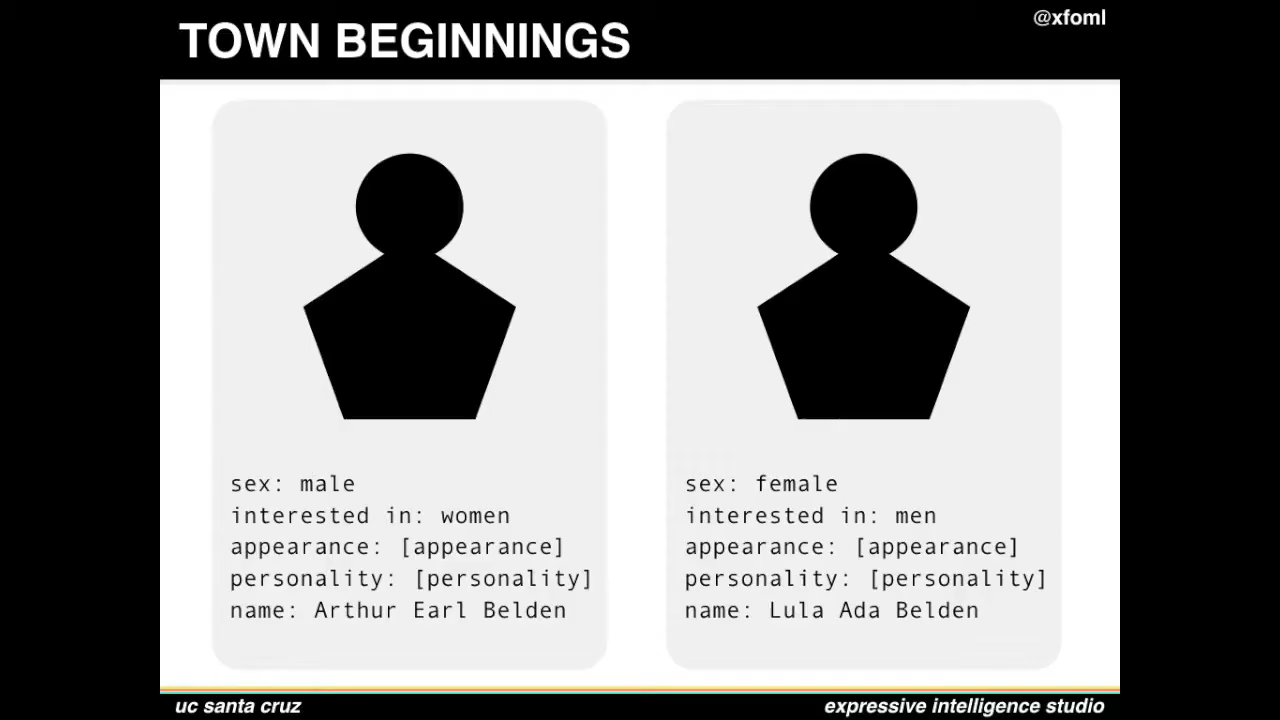 TOWN BEGINNINGS
@xfoml
sex: male
interested in: women
appearance: [appearance]
personality: [personality]
name: Arthur Earl Belden
sex: female
interested in: men
appearance: [appearance]
personality: [personality]
name: Lula Ada Belden
uc santa cruz
expressive intelligence studio